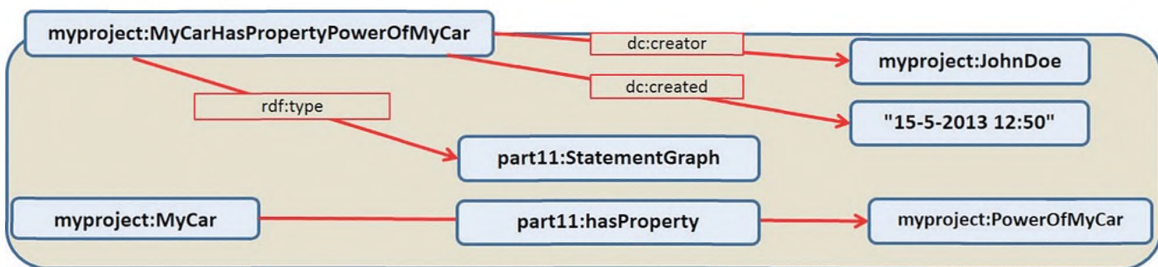 myproject:MyCarHasPropertyPowerOfMyCar
dc:creator
myproject:JohnDoe
dc:created
rdf:type
"15-5-2013 12:50"
part11:StatementGraph
myproject:MyCar
part11:hasProperty
myproject:PowerOfMyCar